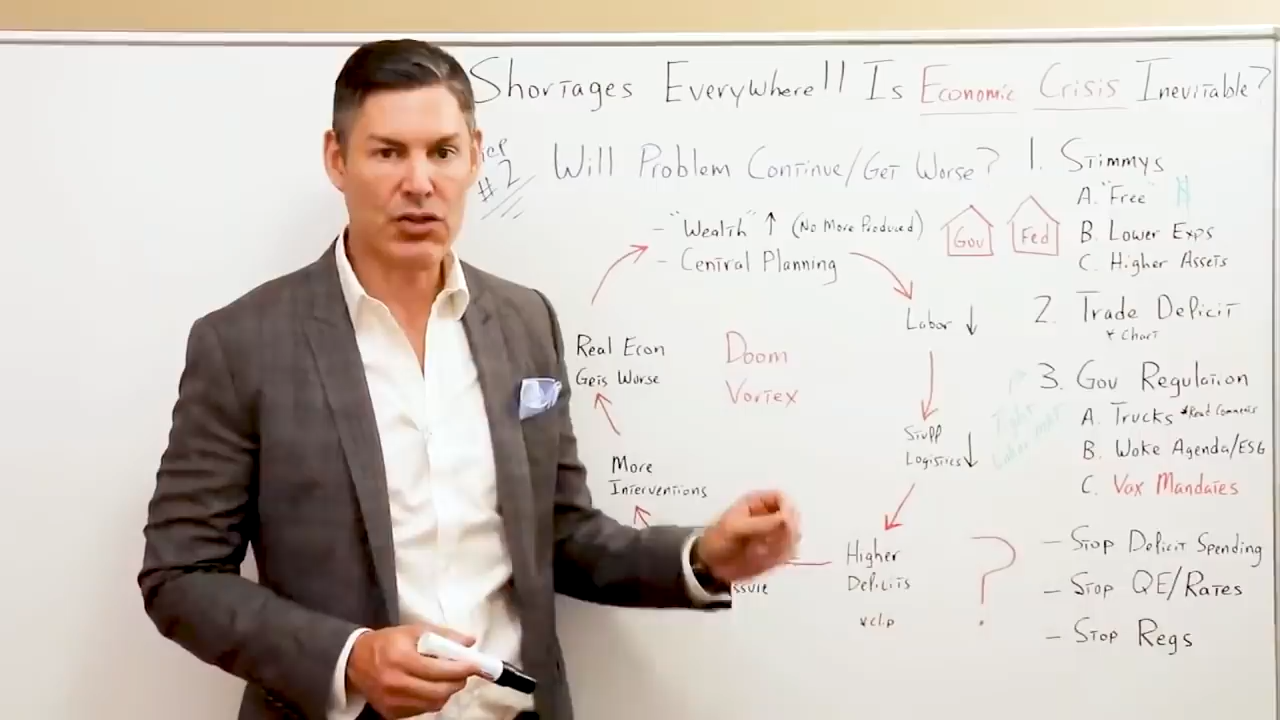 Shortages Everywhere!! Is Economic Crisis Inevitable?
#2
Will Problem Continue/Get Worse?
- "Wealth" ↑ (No More Produced)
- Central Planning
Gov
Fed
Labor ↓
Stuff
Logistics ↓
Higher
Deficits
*clip
More
Interventions
Real Econ
Gets Worse
Doom
Vortex
1. Stimmys
A. "Free"
B. Lower Exps
C. Higher Assets
2. Trade Deficit
* Chart
3. Gov Regulation
A. Trucks *Read Comments
B. Woke Agenda/ESG
C. Vax Mandates
?
- Stop Deficit Spending
- Stop QE/Rates
- Stop Regs